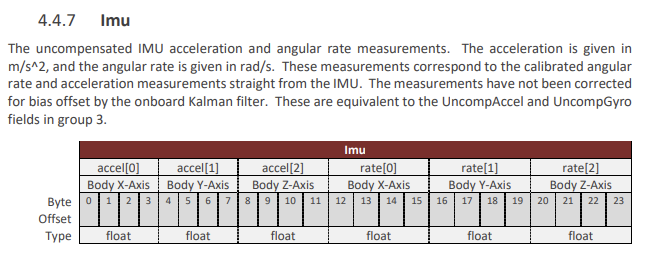 4.4.7 Imu
The uncompensated IMU acceleration and angular rate measurements. The acceleration is given in
m/s^2, and the angular rate is given in rad/s. These measurements correspond to the calibrated angular
rate and acceleration measurements straight from the IMU. The measurements have not been corrected
for bias offset by the onboard Kalman filter. These are equivalent to the UncompAccel and UncompGyro
fields in group 3.
Imu
accel[0] accel[1] accel[2] rate[0] rate[1] rate[2]
Body X-Axis Body Y-Axis Body Z-Axis Body X-Axis Body Y-Axis Body Z-Axis
Byte Offset 0 1 2 3 4 5 6 7 8 9 10 11 12 13 14 15 16 17 18 19 20 21 22 23
Type float float float float float float